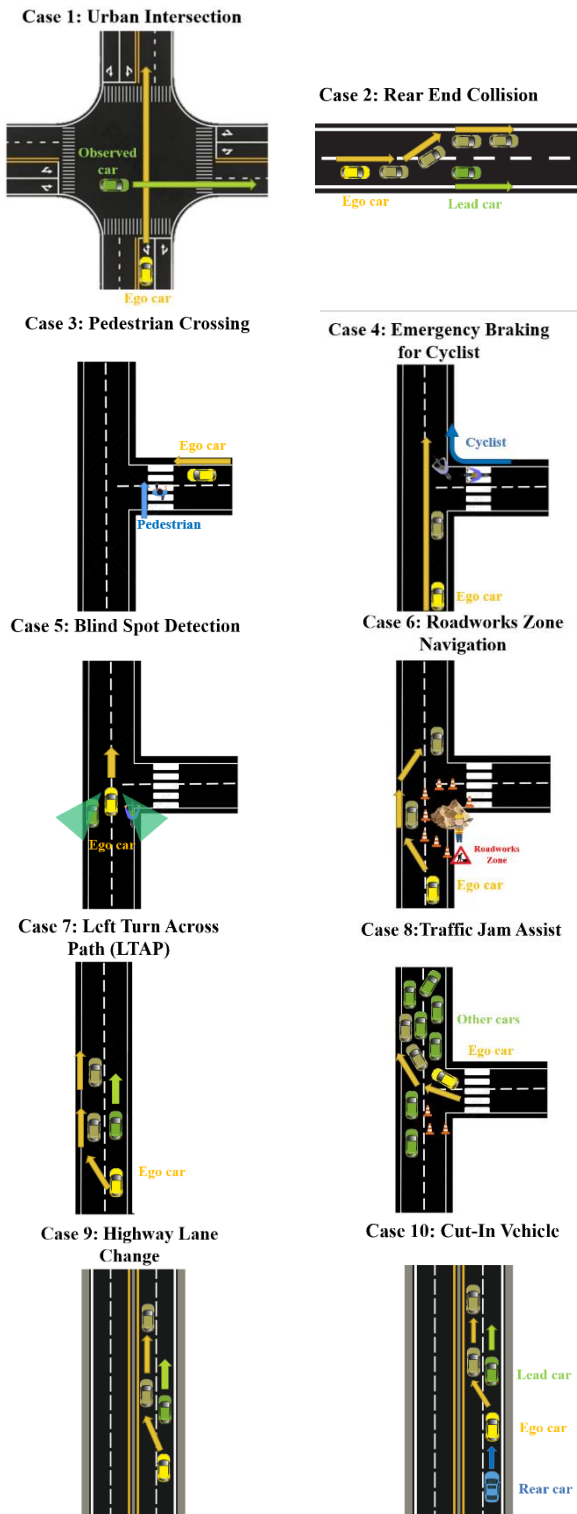 Case 1: Urban Intersection
Observed
car
Ego car
Case 2: Rear End Collision
Ego car
Lead car
Case 3: Pedestrian Crossing
Ego car
Pedestrian
Case 4: Emergency Braking
for Cyclist
Cyclist
Ego car
Case 5: Blind Spot Detection
Ego car
Case 6: Roadworks Zone
Navigation
Roadworks
Zone
Ego car
Case 7: Left Turn Across
Path (LTAP)
Ego car
Case 8:Traffic Jam Assist
Other cars
Ego car
Case 9: Highway Lane
Change
Case 10: Cut-In Vehicle
Lead car
Ego car
Rear car